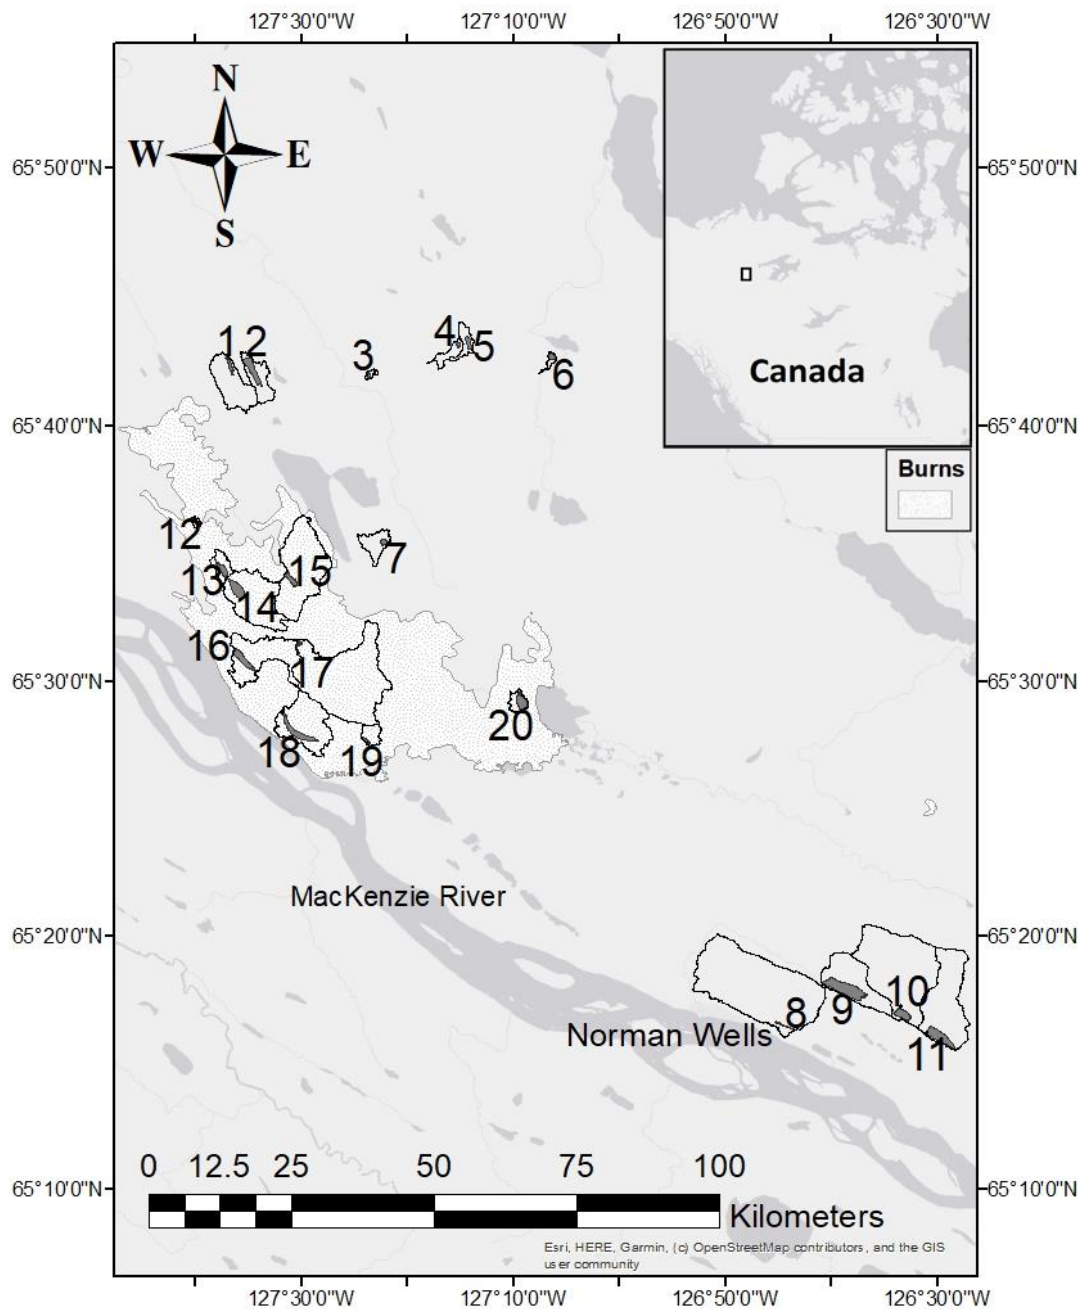 127°30'0"W 127°10'0"W 126°50'0"W 126°30'0"W
N
W E
S
65°50'0"N 65°50'0"N
Canada
1 2 3 4 5 6
65°40'0"N 65°40'0"N
Burns
12 7
13 14 15
16 17
65°30'0"N 65°30'0"N
18 19 20
MacKenzie River
65°20'0"N 65°20'0"N
8 9 10
Norman Wells 11
0 12.5 25 50 75 100
65°10'0"N 65°10'0"N
Kilometers
Esri, HERE, Garmin, (c) OpenStreetMap contributors, and the GIS
user community
127°30'0"W 127°10'0"W 126°50'0"W 126°30'0"W